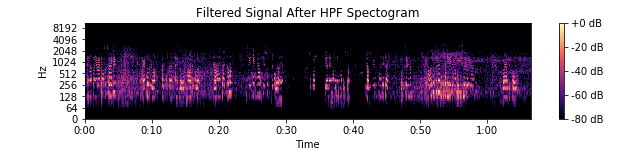 Filtered Signal After HPF Spectogram
8192
4096
2048
1024
512
256
128
64
0
Hz
0:00 0:10 0:20 0:30 0:40 0:50 1:00
Time
+0 dB
-20 dB
-40 dB
-60 dB
-80 dB